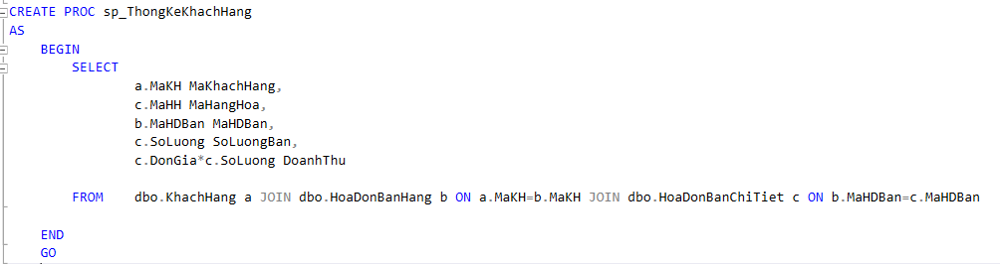 CREATE PROC sp_ThongKeKhachHang
AS
BEGIN
SELECT
a.MaKH MaKhachHang,
c.MaHH MaHangHoa,
b.MaHDBan MaHDBan,
c.SoLuong SoLuongBan,
c.DonGia*c.SoLuong DoanhThu
FROM dbo.KhachHang a JOIN dbo.HoaDonBanHang b ON a.MaKH=b.MaKH JOIN dbo.HoaDonBanChiTiet c ON b.MaHDBan=c.MaHDBan
END
GO